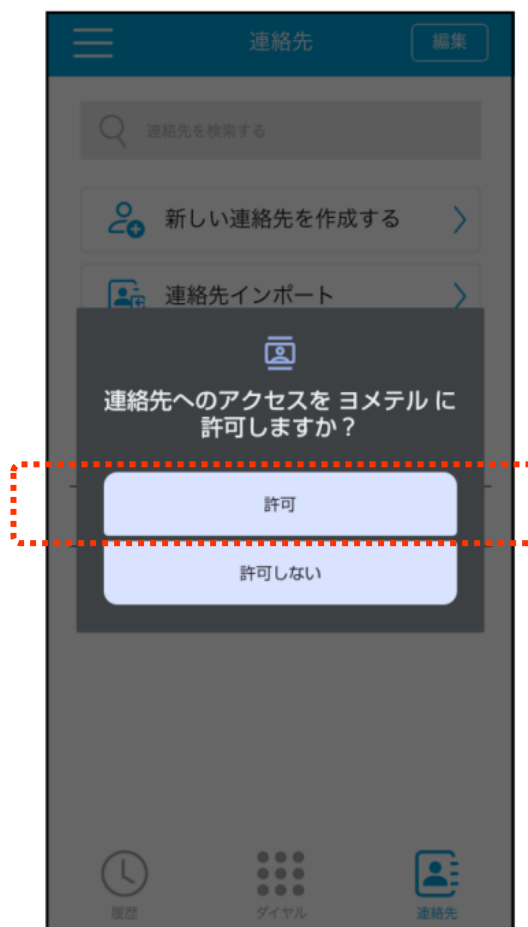 連絡先
編集
連絡先を検索する
新しい連絡先を作成する
連絡先インポート
連絡先へのアクセスを ヨメテル に
許可しますか？
許可
許可しない
履歴
ダイヤル
連絡先